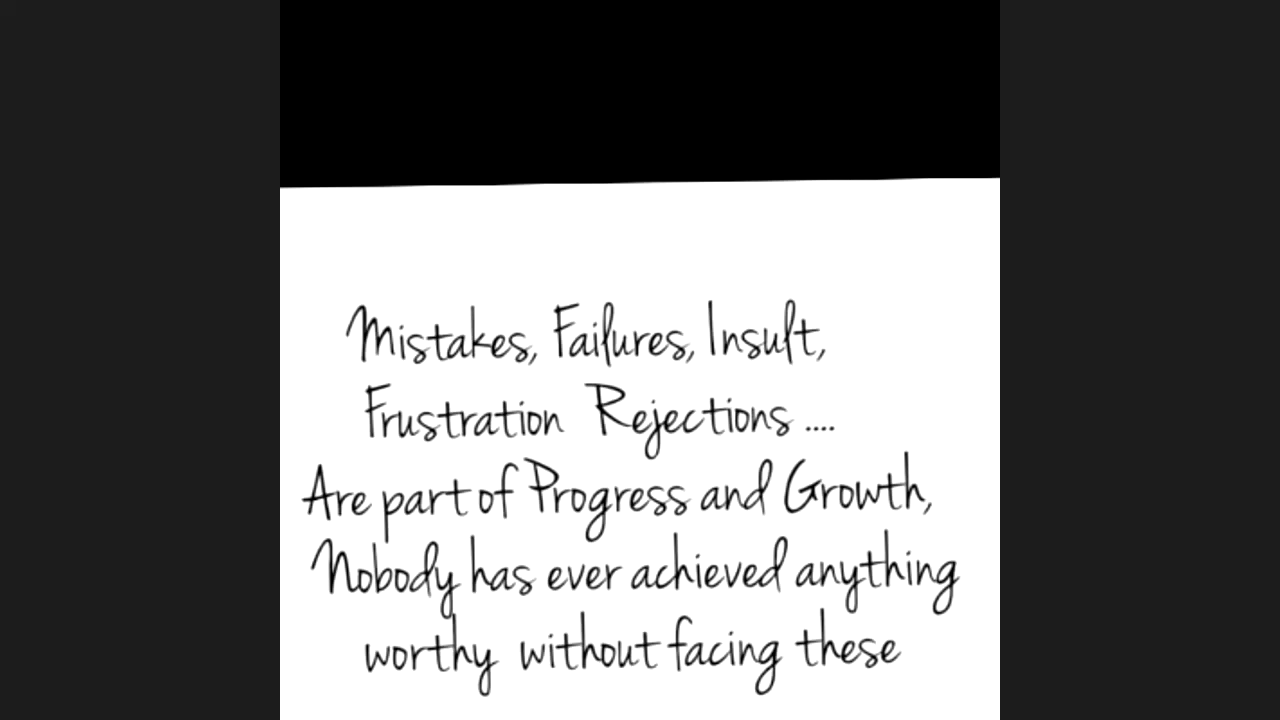 Mistakes, Failures, Insult,
Frustration Rejections ....
Are part of Progress and Growth,
Nobody has ever achieved anything
worthy without facing these